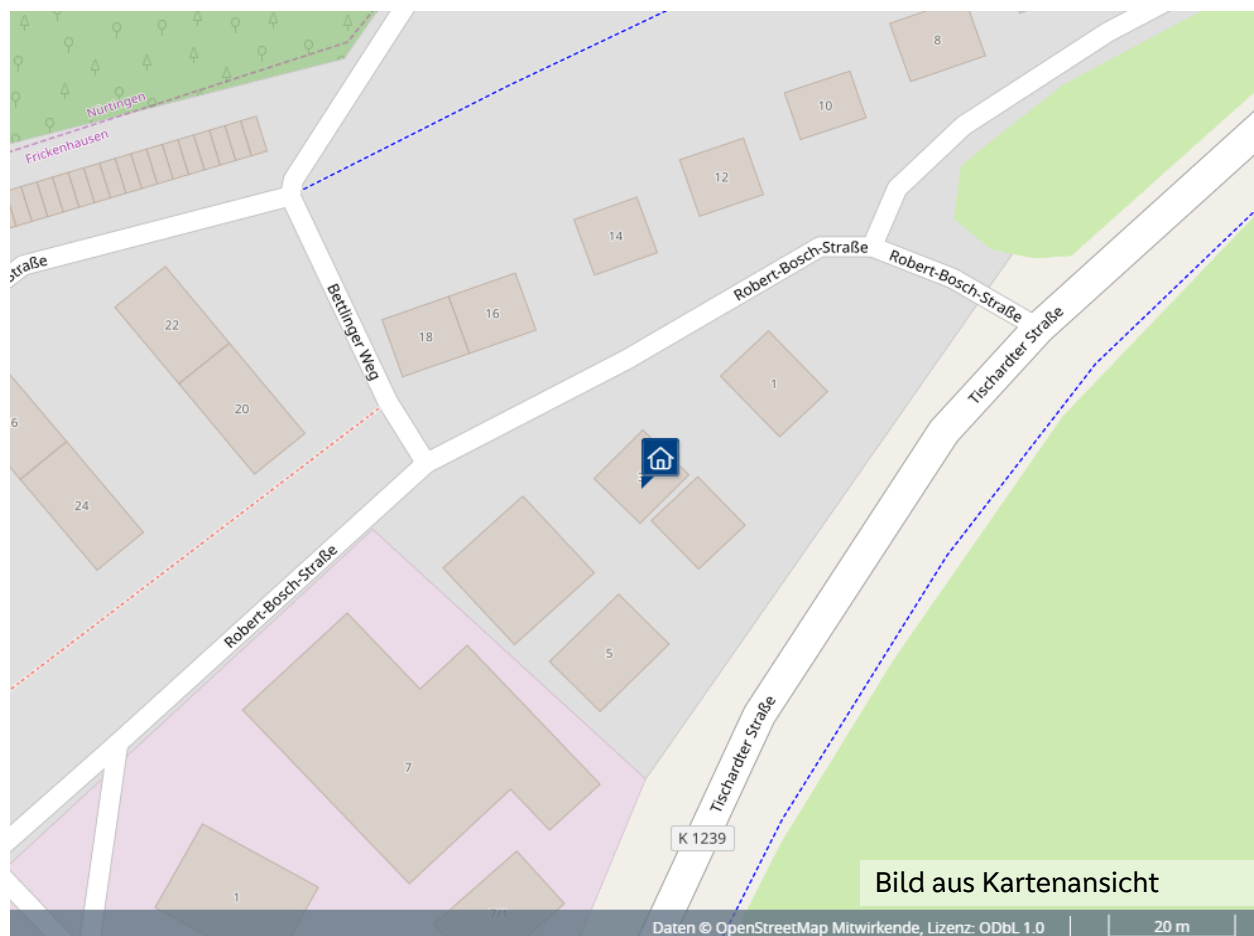 8
10
Nürtingen
Frickenhausen
12
14
Straße
Robert-Bosch-Straße
Robert-Bosch-Straße
Bettlinger Weg
16
18
22
20
Tischardter Straße
1
6
24
Robert-Bosch-Straße
5
Tischardter Straße
7
K 1239
1
7/1
Bild aus Kartenansicht
Daten © OpenStreetMap Mitwirkende, Lizenz: ODbL 1.0
20 m